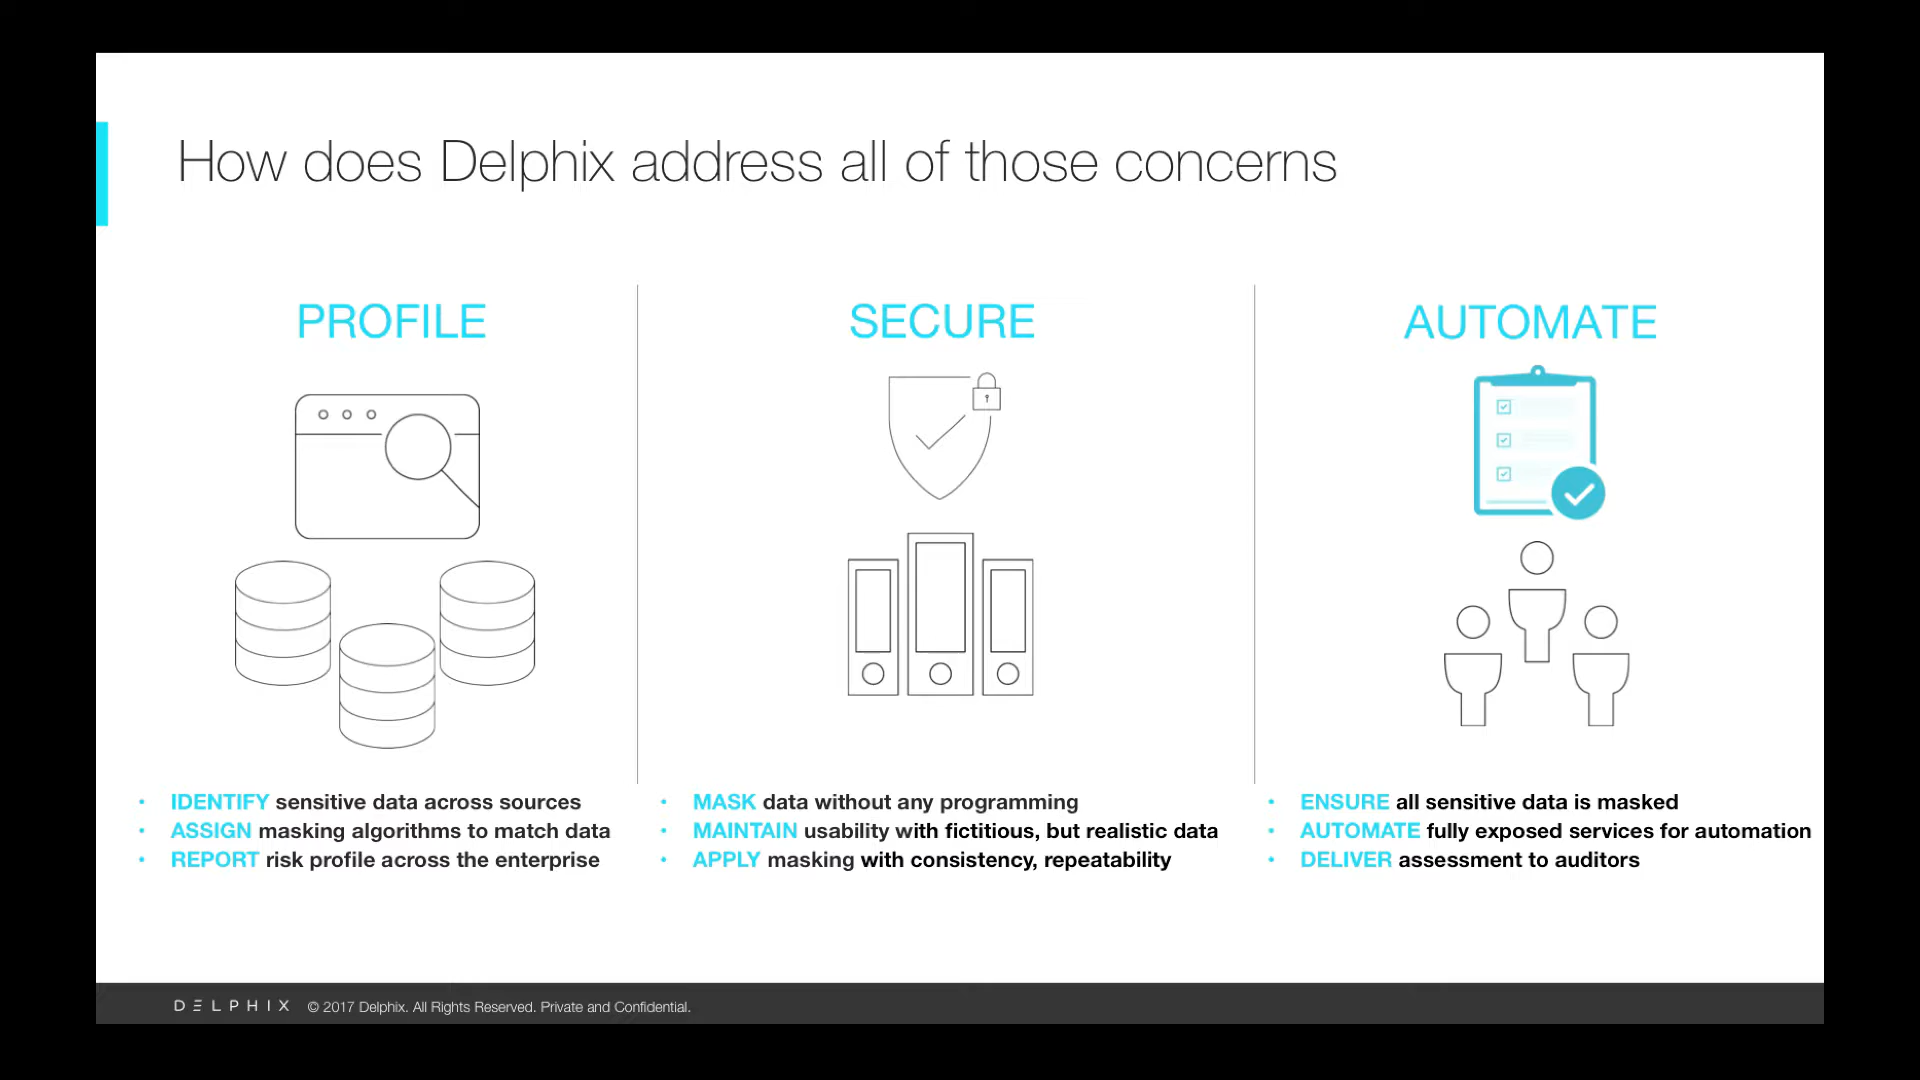 How does Delphix address all of those concerns
PROFILE
• IDENTIFY sensitive data across sources
• ASSIGN masking algorithms to match data
• REPORT risk profile across the enterprise
SECURE
• MASK data without any programming
• MAINTAIN usability with fictitious, but realistic data
• APPLY masking with consistency, repeatability
AUTOMATE
• ENSURE all sensitive data is masked
• AUTOMATE fully exposed services for automation
• DELIVER assessment to auditors
DELPHIX © 2017 Delphix. All Rights Reserved. Private and Confidential.